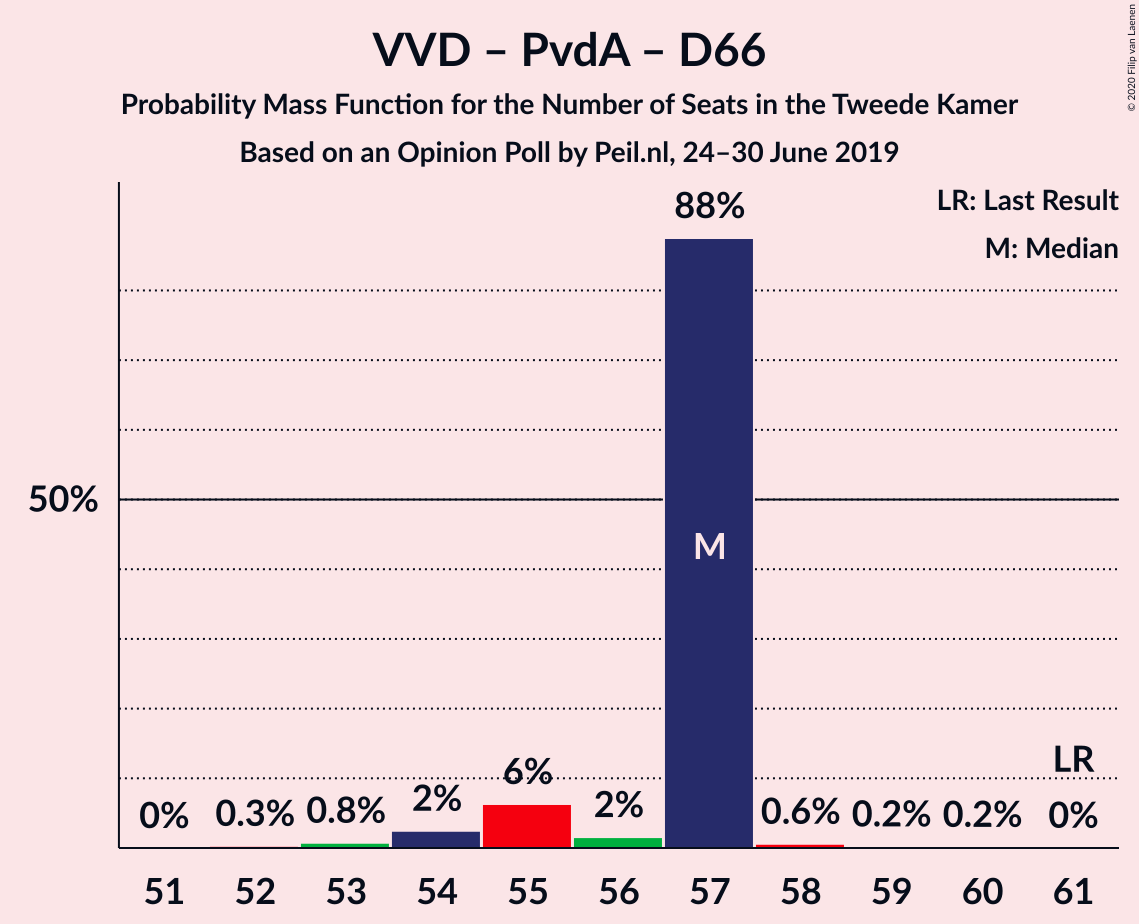 VVD – PvdA – D66
Probability Mass Function for the Number of Seats in the Tweede Kamer
Based on an Opinion Poll by Peil.nl, 24–30 June 2019
© 2020 Filip van Laenen
LR: Last Result
M: Median
50%
0%
0.3%
0.8%
2%
6%
2%
88%
M
0.6%
0.2%
0.2%
LR
0%
51 52 53 54 55 56 57 58 59 60 61